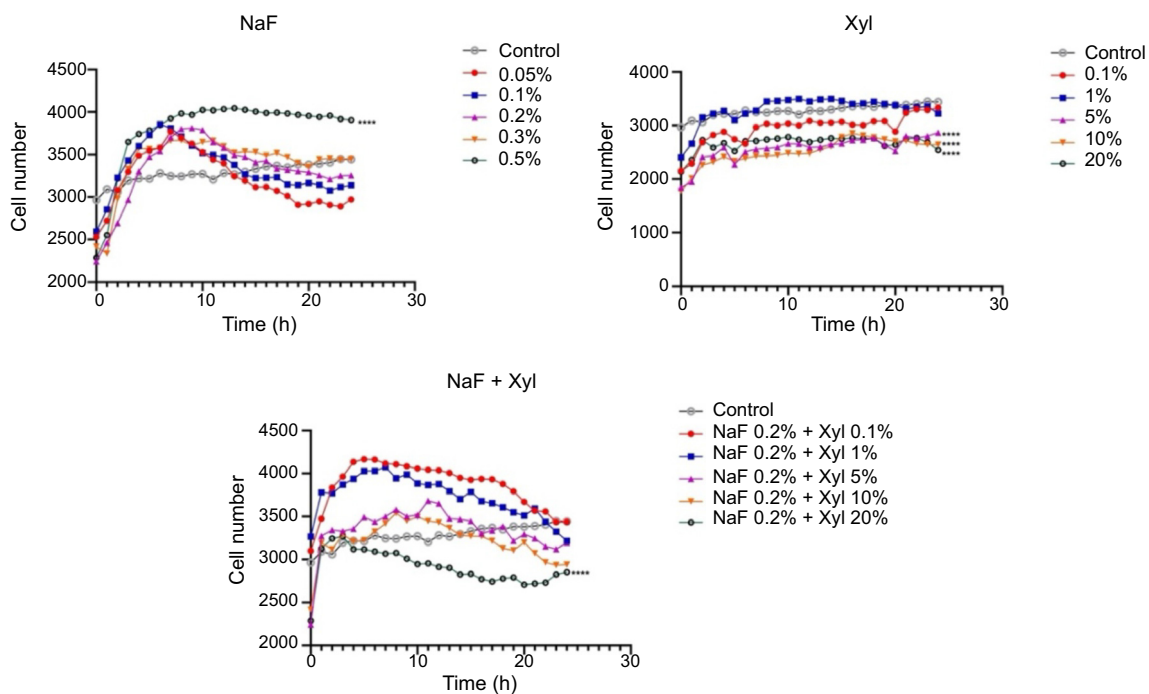 NaF
Control
0.05%
0.1%
0.2%
0.3%
0.5%
4500
4000
3500
3000
2500
2000
Cell number
****
0 10 20 30
Time (h)
Xyl
Control
0.1%
1%
5%
10%
20%
4000
3000
2000
1000
0
Cell number
****
****
****
0 10 20 30
Time (h)
NaF + Xyl
Control
NaF 0.2% + Xyl 0.1%
NaF 0.2% + Xyl 1%
NaF 0.2% + Xyl 5%
NaF 0.2% + Xyl 10%
NaF 0.2% + Xyl 20%
4500
4000
3500
3000
2500
2000
Cell number
****
0 10 20 30
Time (h)